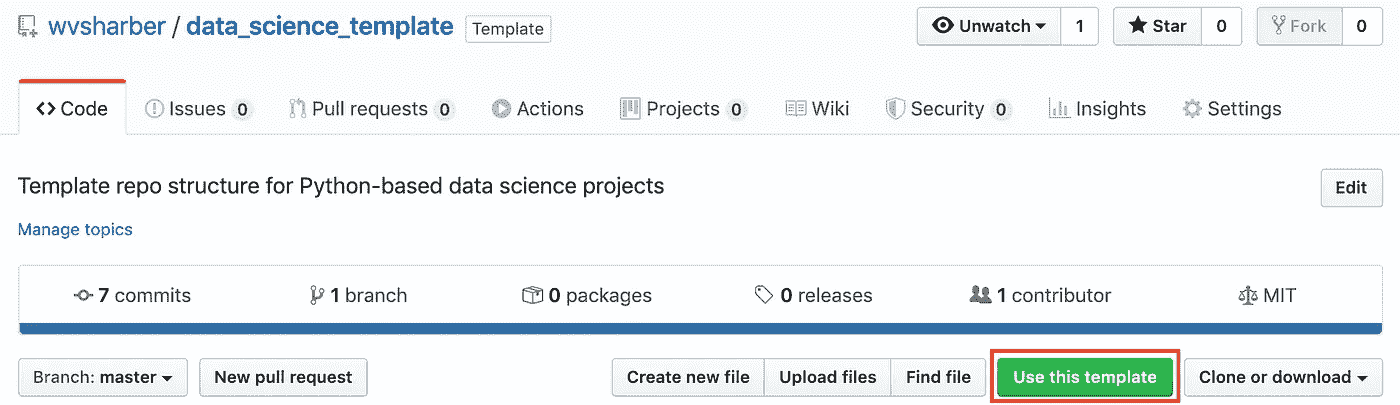 wvsharber / data_science_template Template Unwatch 1 Star 0 Fork 0
Code Issues 0 Pull requests 0 Actions Projects 0 Wiki Security 0 Insights Settings
Template repo structure for Python-based data science projects Edit
Manage topics
7 commits 1 branch 0 packages 0 releases 1 contributor MIT
Branch: master New pull request Create new file Upload files Find file Use this template Clone or download